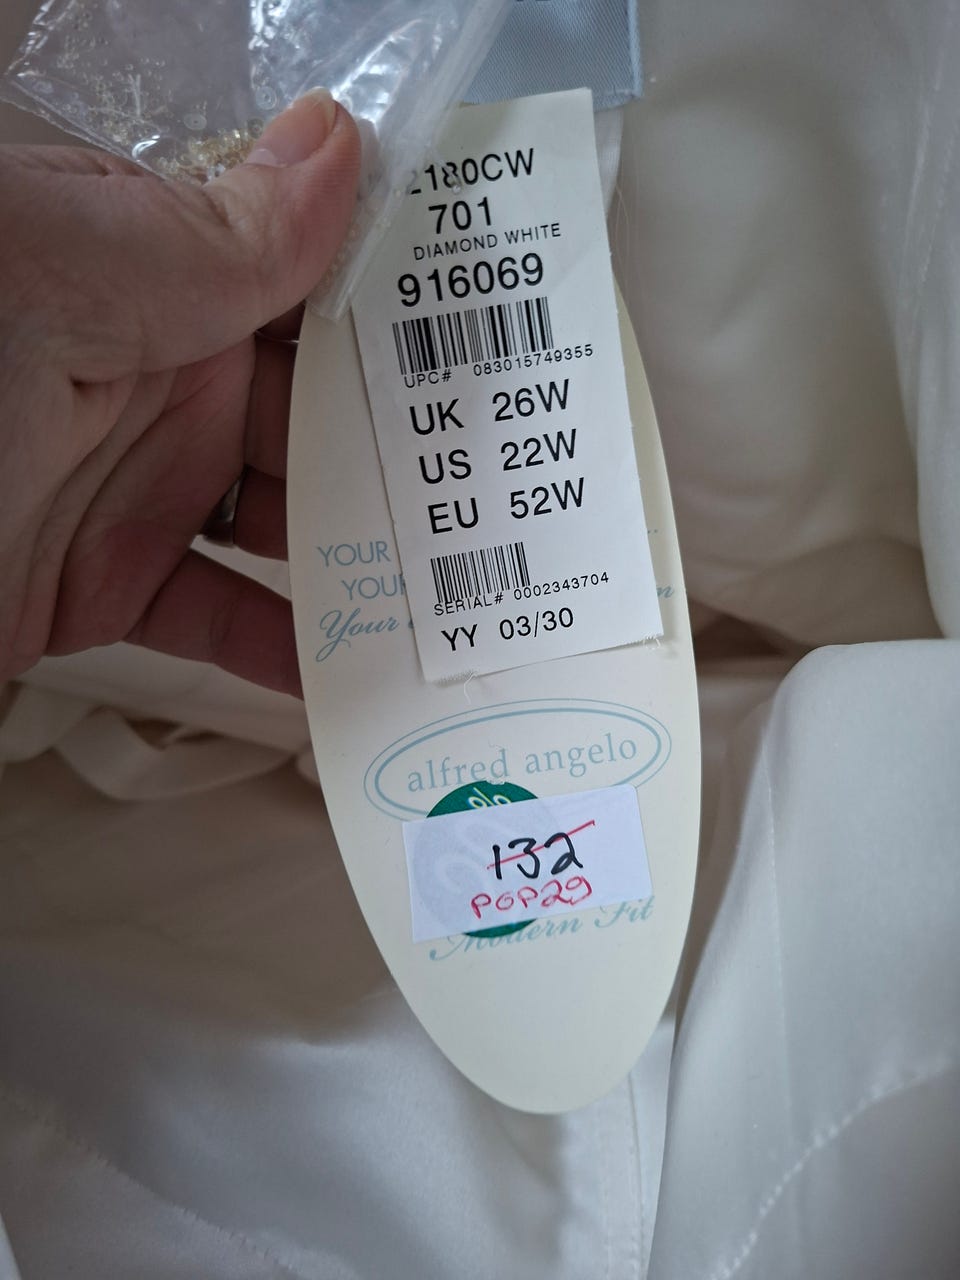 2180CW
701
DIAMOND WHITE
916069
UPC# 083015749355
UK 26W
US 22W
EU 52W
SERIAL# 0002343704
YY 03/30
YOUR
YOUR
Your
alfred angelo
%
132
POP29
Modern Fit